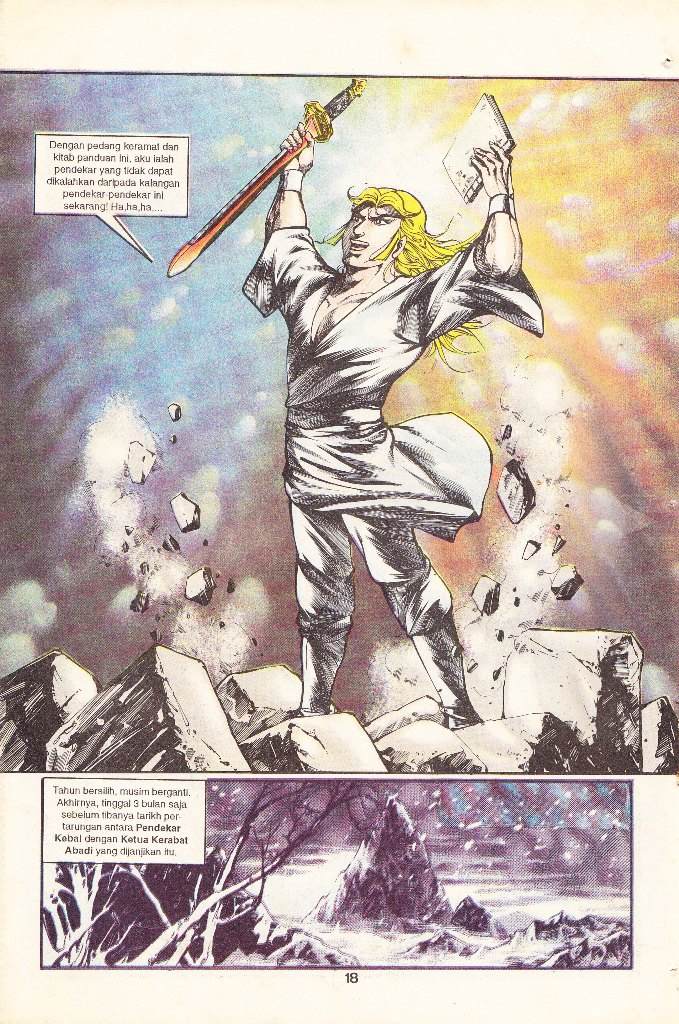 Dengan pedang keramat dan
kitab panduan ini, aku ialah
pendekar yang tidak dapat
dikalahkan daripada kalangan
pendekar-pendekar ini
sekarang! Ha,ha,ha....
Tahun bersilih, musim berganti.
Akhirnya, tinggal 3 bulan saja
sebelum tibanya tarikh per-
tarungan antara Pendekar
Kebal dengan Ketua Kerabat
Abadi yang dijanjikan itu.
18